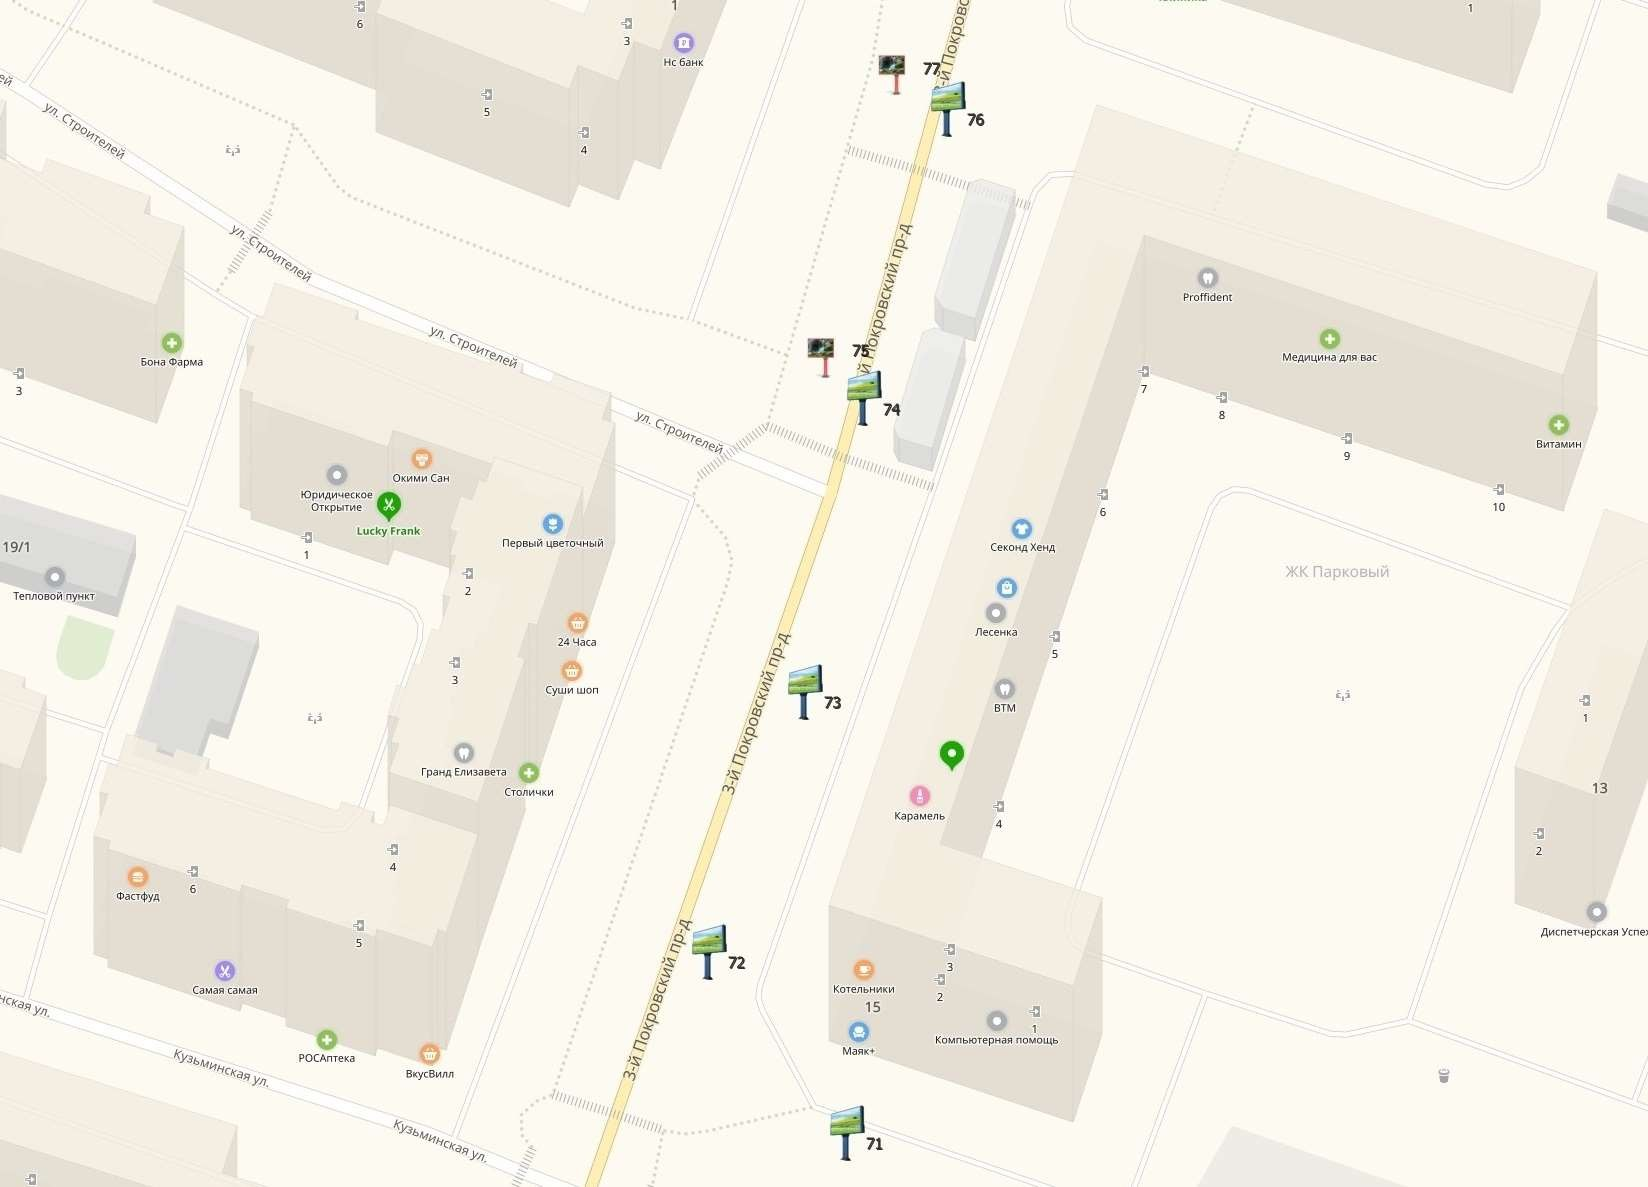 6
3
1
Нс банк
5
4
1
77
3-й Покровс
76
ей
ул. Строителей
ул. Строителей
ул. Строителей
ул. Строителей
Бона Фарма
3
75
й Покровский пр-д
74
Proffident
Медицина для вас
Витамин
7
8
9
10
6
Окими Сан
Юридическое
Открытие
Lucky Frank
1
Первый цветочный
2
19/1
Тепловой пункт
24 Часа
Суши шоп
3
Секонд Хенд
Лесенка
5
ВТМ
ЖК Парковый
3-й Покровский пр-д
73
1
Гранд Елизавета
Столички
Карамель
4
13
2
Фастфуд
6
4
5
Диспетчерская Успех
72
3-й Покровский пр-д
Самая самая
Котельники
15
3
2
1
Компьютерная помощь
Маяк+
нская ул.
РОСАптека
ВкусВилл
Кузьминская ул.
Кузьминская ул.
71